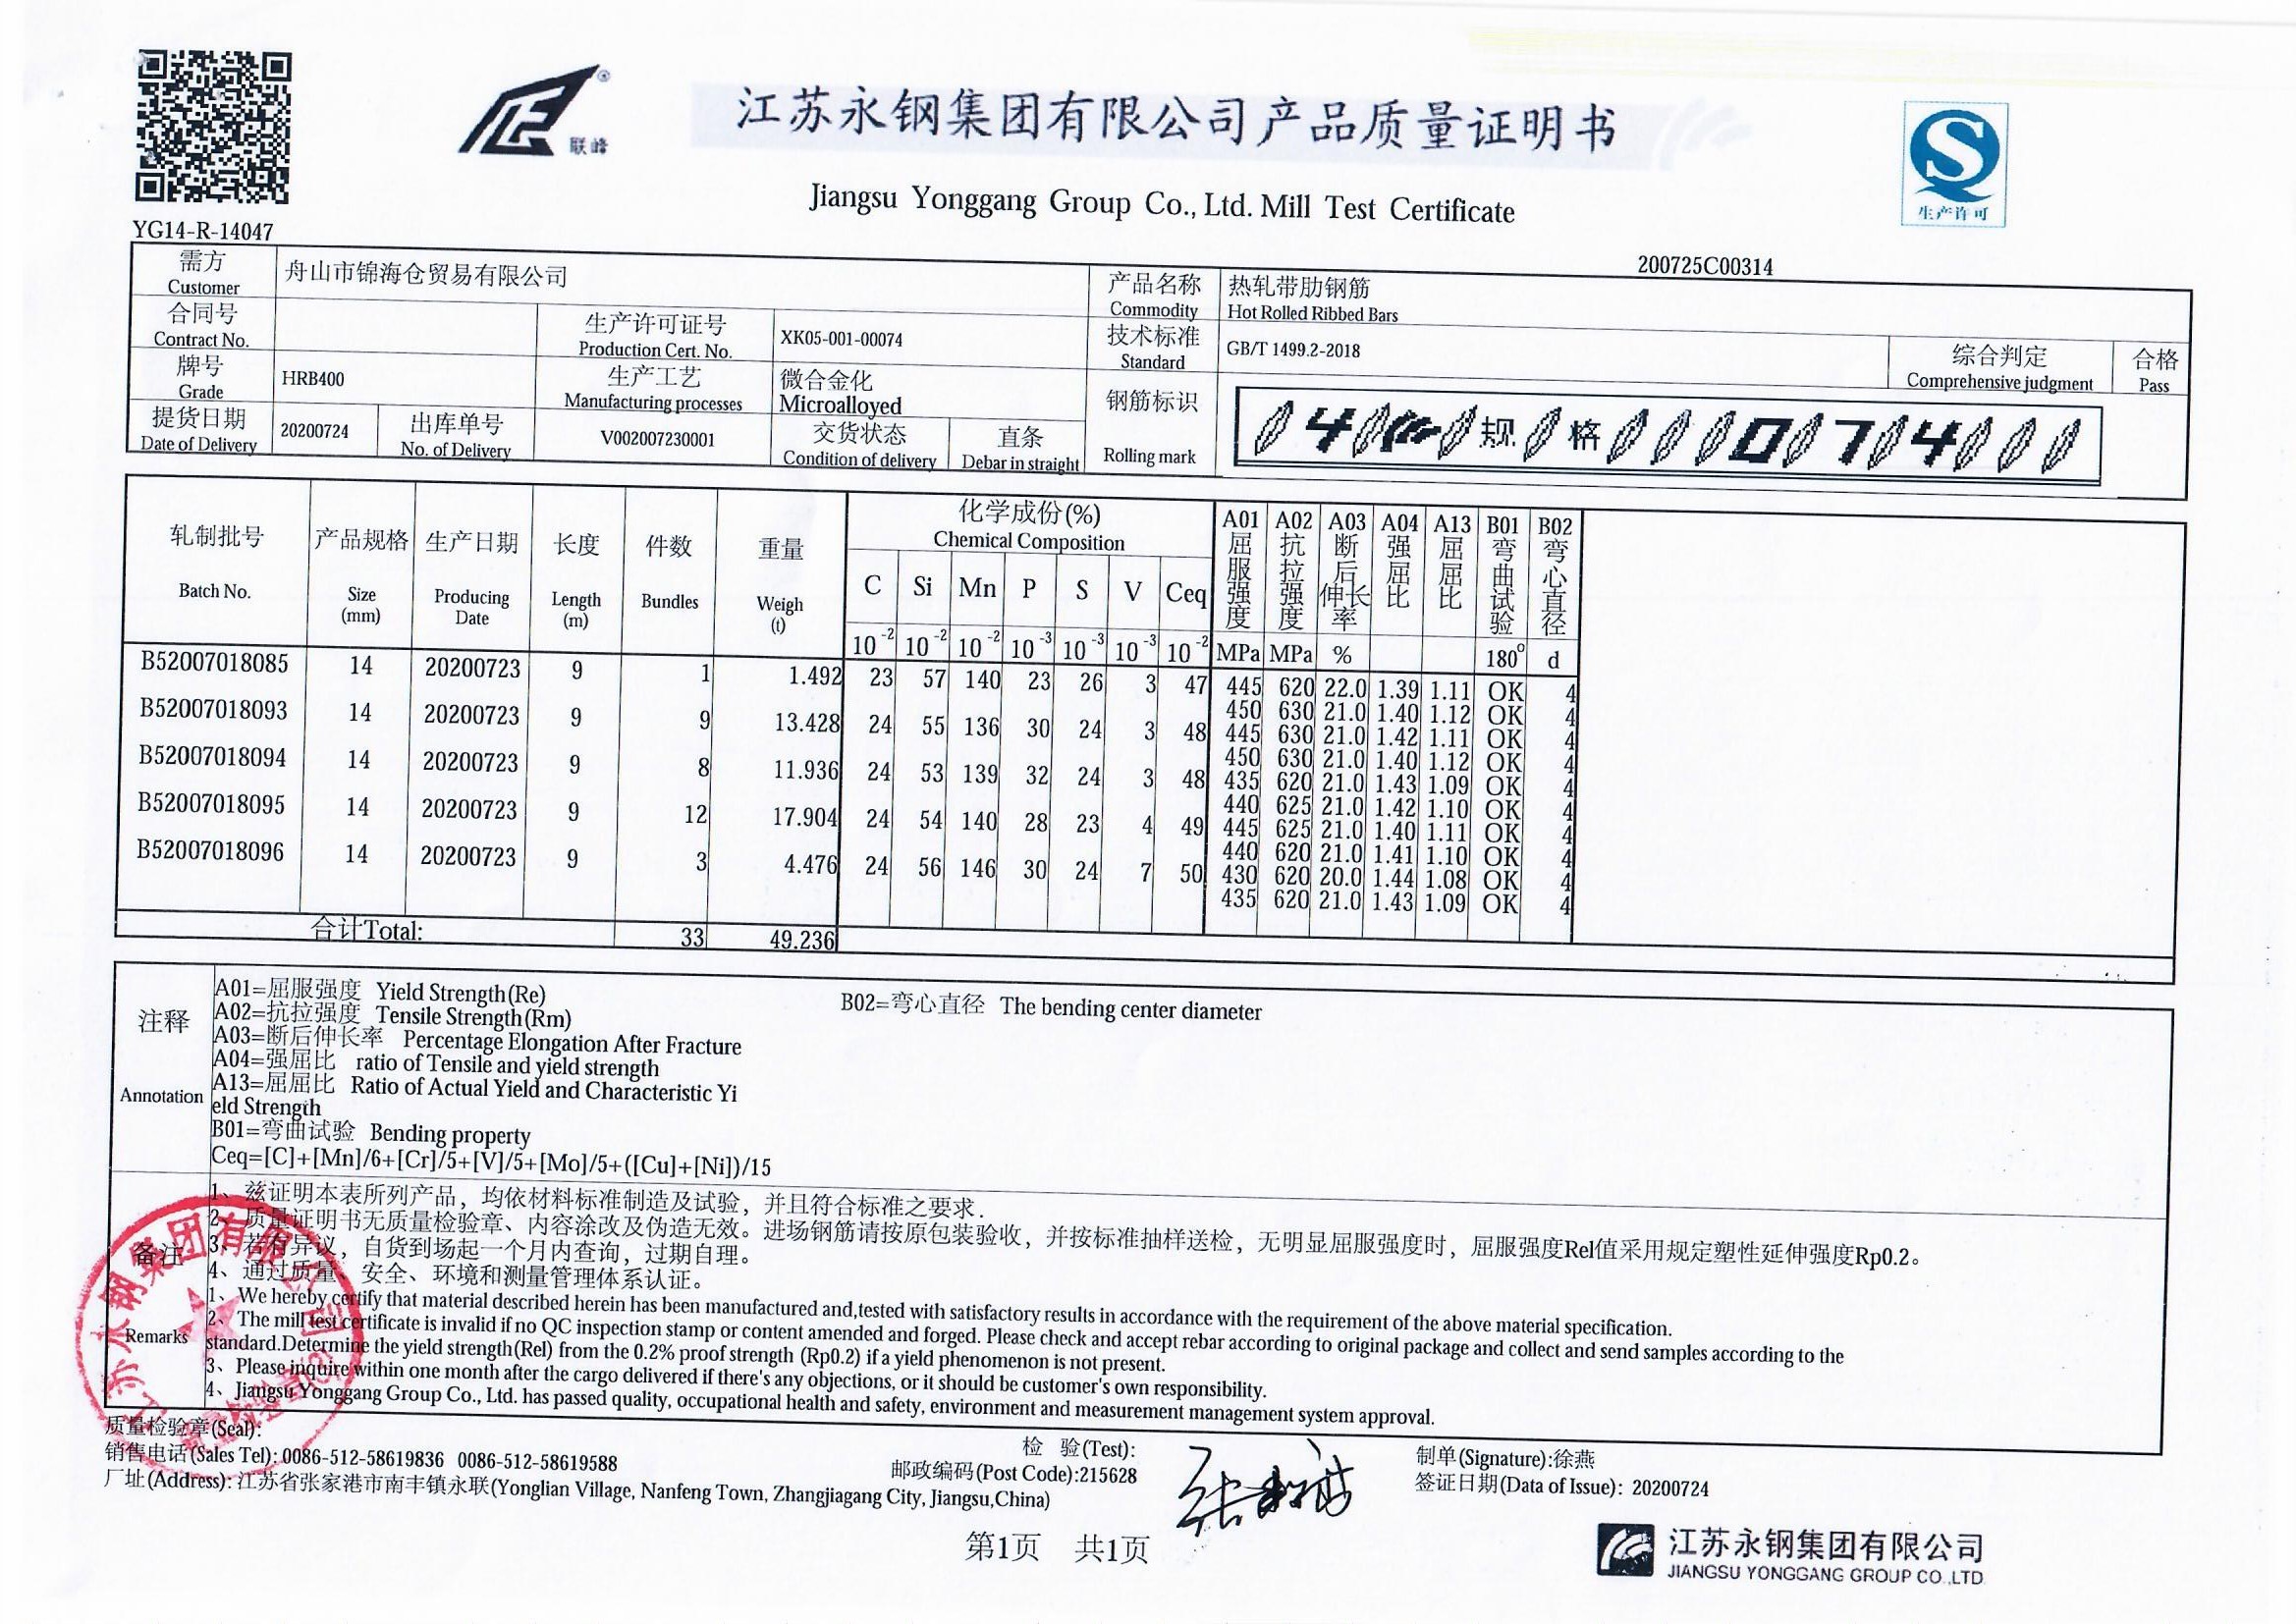 联峰
江苏永钢集团有限公司产品质量证明书
Jiangsu Yonggang Group Co., Ltd. Mill Test Certificate
生产许可
YG14-R-14047
200725C00314
需方 Customer 舟山市锦海仓贸易有限公司 产品名称 Commodity 热轧带肋钢筋 Hot Rolled Ribbed Bars
合同号 Contract No. 生产许可证号 Production Cert. No. XK05-001-00074 技术标准 Standard GB/T 1499.2-2018 综合判定 Comprehensive judgment 合格 Pass
牌号 Grade HRB400 生产工艺 Manufacturing processes 微合金化 Microalloyed 钢筋标识 Rolling mark 4 规 格 0 7 4
提货日期 Date of Delivery 20200724 出库单号 No. of Delivery V002007230001 交货状态 Condition of delivery 直条 Debar in straight
轧制批号 Batch No. 产品规格 Size (mm) 生产日期 Producing Date 长度 Length (m) 件数 Bundles 重量 Weigh (t) 化学成份(%) Chemical Composition A01 屈服强度 A02 抗拉强度 A03 断后伸长率 A04 强屈比 A13 屈屈比 B01 弯曲试验 B02 弯心直径
C Si Mn P S V Ceq
10-2 10-2 10-2 10-3 10-3 10-3 10-2 MPa MPa % 180° d
B52007018085 14 20200723 9 1 1.492 23 57 140 23 26 3 47 445 620 22.0 1.39 1.11 OK 4
450 630 21.0 1.40 1.12 OK 4
B52007018093 14 20200723 9 9 13.428 24 55 136 30 24 3 48 445 630 21.0 1.42 1.11 OK 4
450 630 21.0 1.40 1.12 OK 4
B52007018094 14 20200723 9 8 11.936 24 53 139 32 24 3 48 435 620 21.0 1.43 1.09 OK 4
440 625 21.0 1.42 1.10 OK 4
B52007018095 14 20200723 9 12 17.904 24 54 140 28 23 4 49 445 625 21.0 1.40 1.11 OK 4
440 620 21.0 1.41 1.10 OK 4
B52007018096 14 20200723 9 3 4.476 24 56 146 30 24 7 50 430 620 20.0 1.44 1.08 OK 4
435 620 21.0 1.43 1.09 OK 4
合计Total: 33 49.236
注释 Annotation
A01=屈服强度 Yield Strength(Re) B02=弯心直径 The bending center diameter
A02=抗拉强度 Tensile Strength(Rm)
A03=断后伸长率 Percentage Elongation After Fracture
A04=强屈比 ratio of Tensile and yield strength
A13=屈屈比 Ratio of Actual Yield and Characteristic Yi
eld Strength
B01=弯曲试验 Bending property
Ceq=[C]+[Mn]/6+[Cr]/5+[V]/5+[Mo]/5+([Cu]+[Ni])/15
备注 Remarks
1、兹证明本表所列产品，均依材料标准制造及试验，并且符合标准之要求.
2、质量证明书无质量检验章、内容涂改及伪造无效。进场钢筋请按原包装验收，并按标准抽样送检，无明显屈服强度时，屈服强度Rel值采用规定塑性延伸强度Rp0.2。
3、若有异议，自货到场起一个月内查询，过期自理。
4、通过质量、安全、环境和测量管理体系认证。
1、We hereby certify that material described herein has been manufactured and,tested with satisfactory results in accordance with the requirement of the above material specification.
2、The mill test certificate is invalid if no QC inspection stamp or content amended and forged. Please check and accept rebar according to original package and collect and send samples according to the
standard.Determine the yield strength(Rel) from the 0.2% proof strength (Rp0.2) if a yield phenomenon is not present.
3、Please inquire within one month after the cargo delivered if there's any objections, or it should be customer's own responsibility.
4、Jiangsu Yonggang Group Co., Ltd. has passed quality, occupational health and safety, environment and measurement management system approval.
江苏永钢集团有限公司
质量检验章(Seal):
销售电话(Sales Tel): 0086-512-58619836 0086-512-58619588 检 验(Test): 制单(Signature):徐燕
邮政编码(Post Code):215628 签证日期(Data of Issue): 20200724
厂址(Address): 江苏省张家港市南丰镇永联(Yonglian Village, Nanfeng Town, Zhangjiagang City, Jiangsu,China)
第1页 共1页
江苏永钢集团有限公司
JIANGSU YONGGANG GROUP CO.,LTD